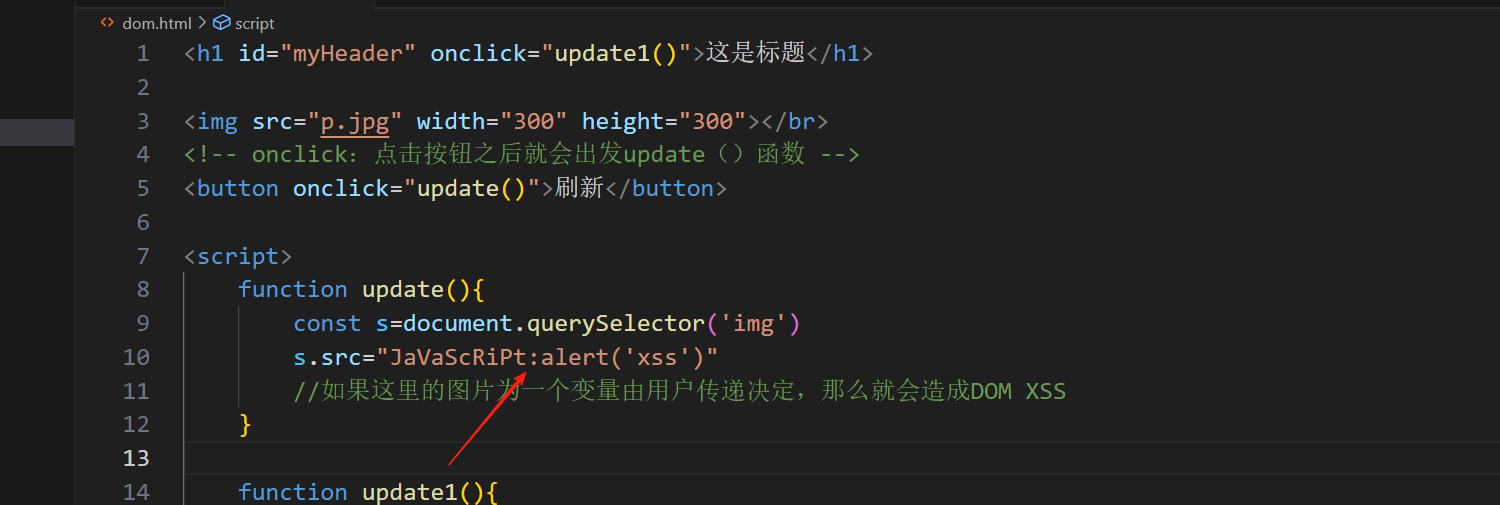 dom.html > script
1 <h1 id="myHeader" onclick="update1()">这是标题</h1>
2
3 <img src="p.jpg" width="300" height="300"></br>
4 <!-- onclick：点击按钮之后就会出发update（）函数 -->
5 <button onclick="update()">刷新</button>
6
7 <script>
8 function update(){
9 const s=document.querySelector('img')
10 s.src="JaVaScRiPt:alert('xss')"
11 //如果这里的图片为一个变量由用户传递决定，那么就会造成DOM XSS
12 }
13
14 function update1(){